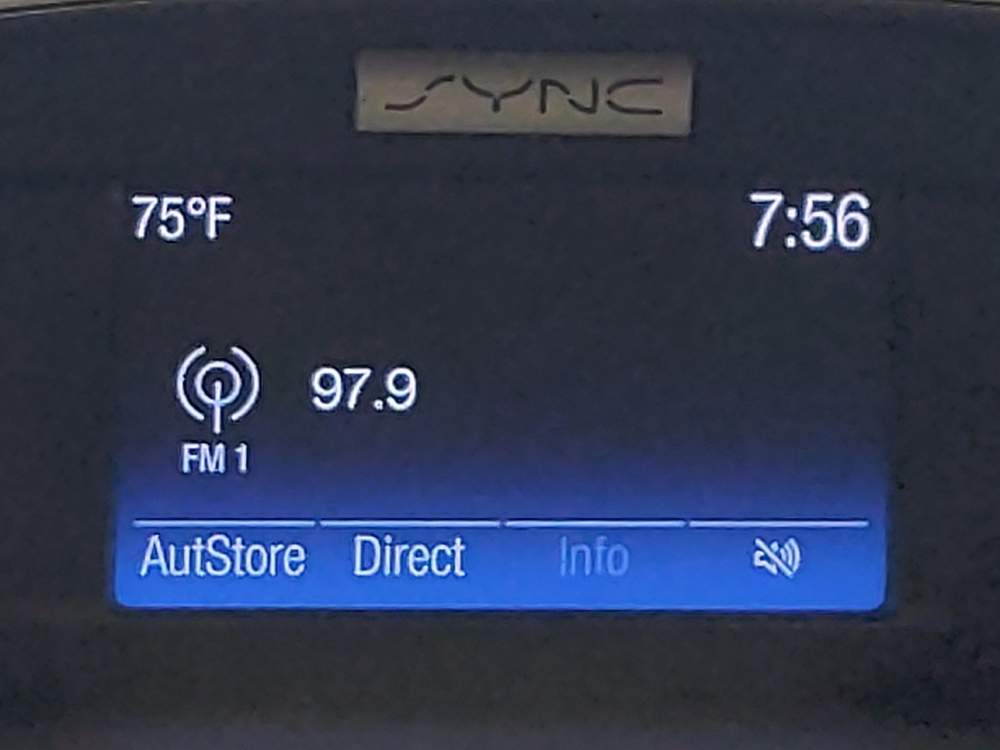 SYNC
75°F 7:56
97.9
FM 1
AutStore Direct Info